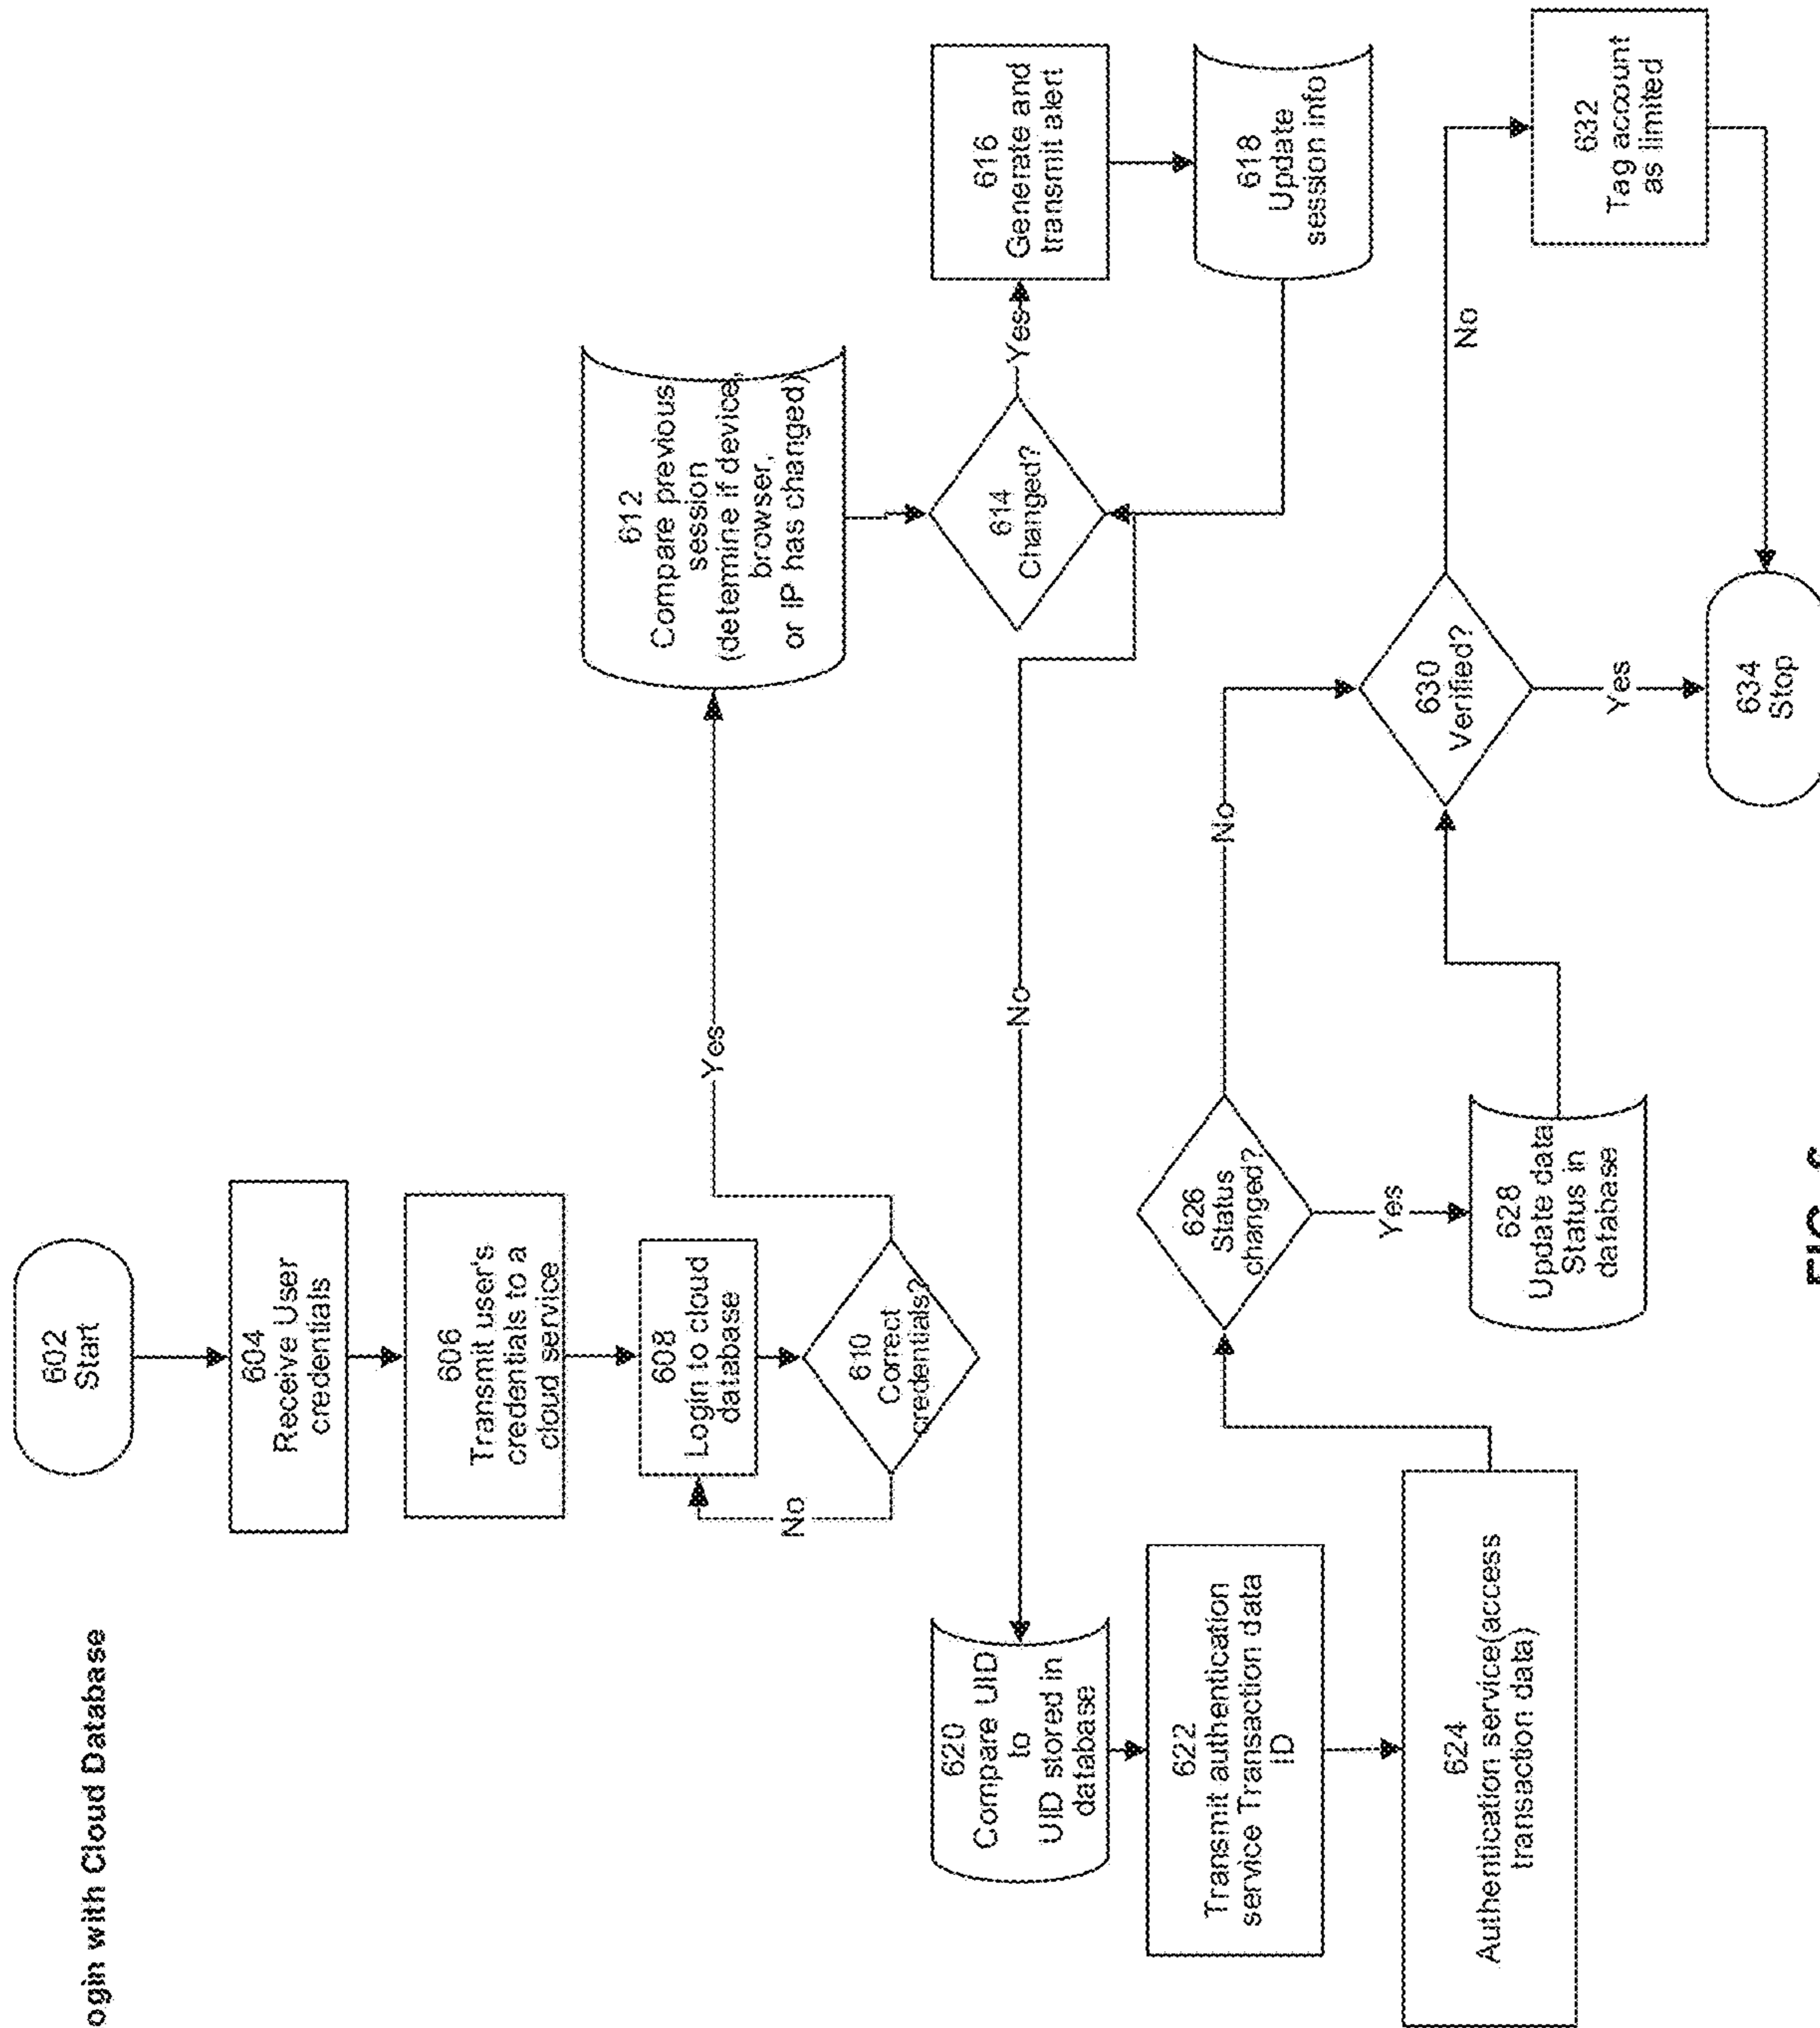 ogin with Cloud Database
602
Start
604
Receive User
credentials
606
Transmit user's
credentials to a
cloud service
608
Login to cloud
database
610
Correct
credentials?
No
Yes
612
Compare previous
session
(determine if device,
browser,
or IP has changed)
614
Changed?
Yes
616
Generate and
transmit alert
618
Update
session info
No
620
Compare UID
to
UID stored in
database
622
Transmit authentication
service Transaction data
ID
624
Authentication service(access
transaction data)
626
Status
changed?
No
Yes
628
Update data
Status in
database
630
Verified?
No
Yes
632
Tag account
as limited
634
Stop